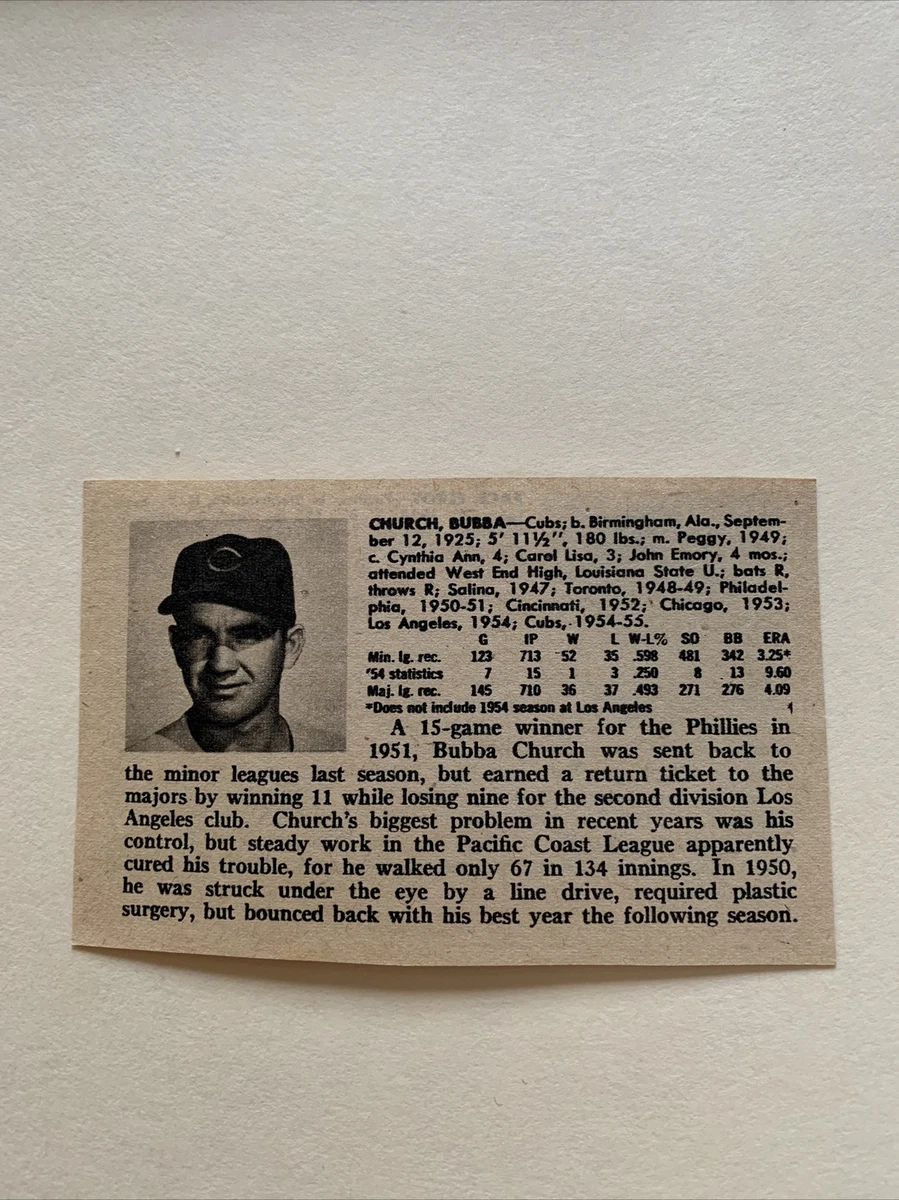 CHURCH, BUBBA—Cubs; b. Birmingham, Ala., Septem-
ber 12, 1925; 5' 11½", 180 lbs.; m. Peggy, 1949;
c. Cynthia Ann, 4; Carol Lisa, 3; John Emory, 4 mos.;
attended West End High, Louisiana State U.; bats R,
throws R; Salina, 1947; Toronto, 1948-49; Philadel-
phia, 1950-51; Cincinnati, 1952; Chicago, 1953;
Los Angeles, 1954; Cubs, 1954-55.
G IP W L W-L% SO BB ERA
Min. lg. rec. 123 713 52 35 .598 481 342 3.25*
'54 statistics 7 15 1 3 .250 8 13 9.60
Maj. lg. rec. 145 710 36 37 .493 271 276 4.09
*Does not include 1954 season at Los Angeles
A 15-game winner for the Phillies in
1951, Bubba Church was sent back to
the minor leagues last season, but earned a return ticket to the
majors by winning 11 while losing nine for the second division Los
Angeles club. Church's biggest problem in recent years was his
control, but steady work in the Pacific Coast League apparently
cured his trouble, for he walked only 67 in 134 innings. In 1950,
he was struck under the eye by a line drive, required plastic
surgery, but bounced back with his best year the following season.